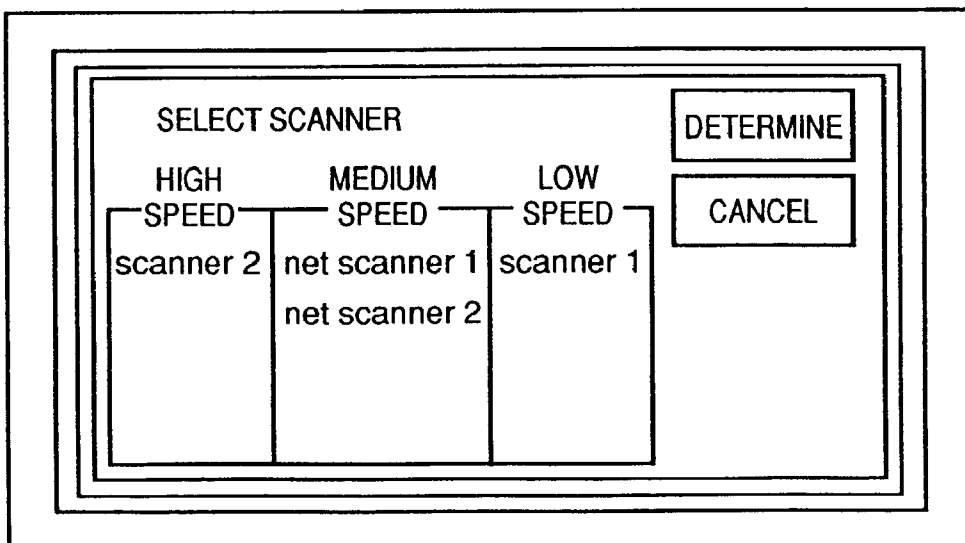 SELECT SCANNER
DETERMINE
CANCEL
HIGH SPEED
MEDIUM SPEED
LOW SPEED
scanner 2
net scanner 1
net scanner 2
scanner 1